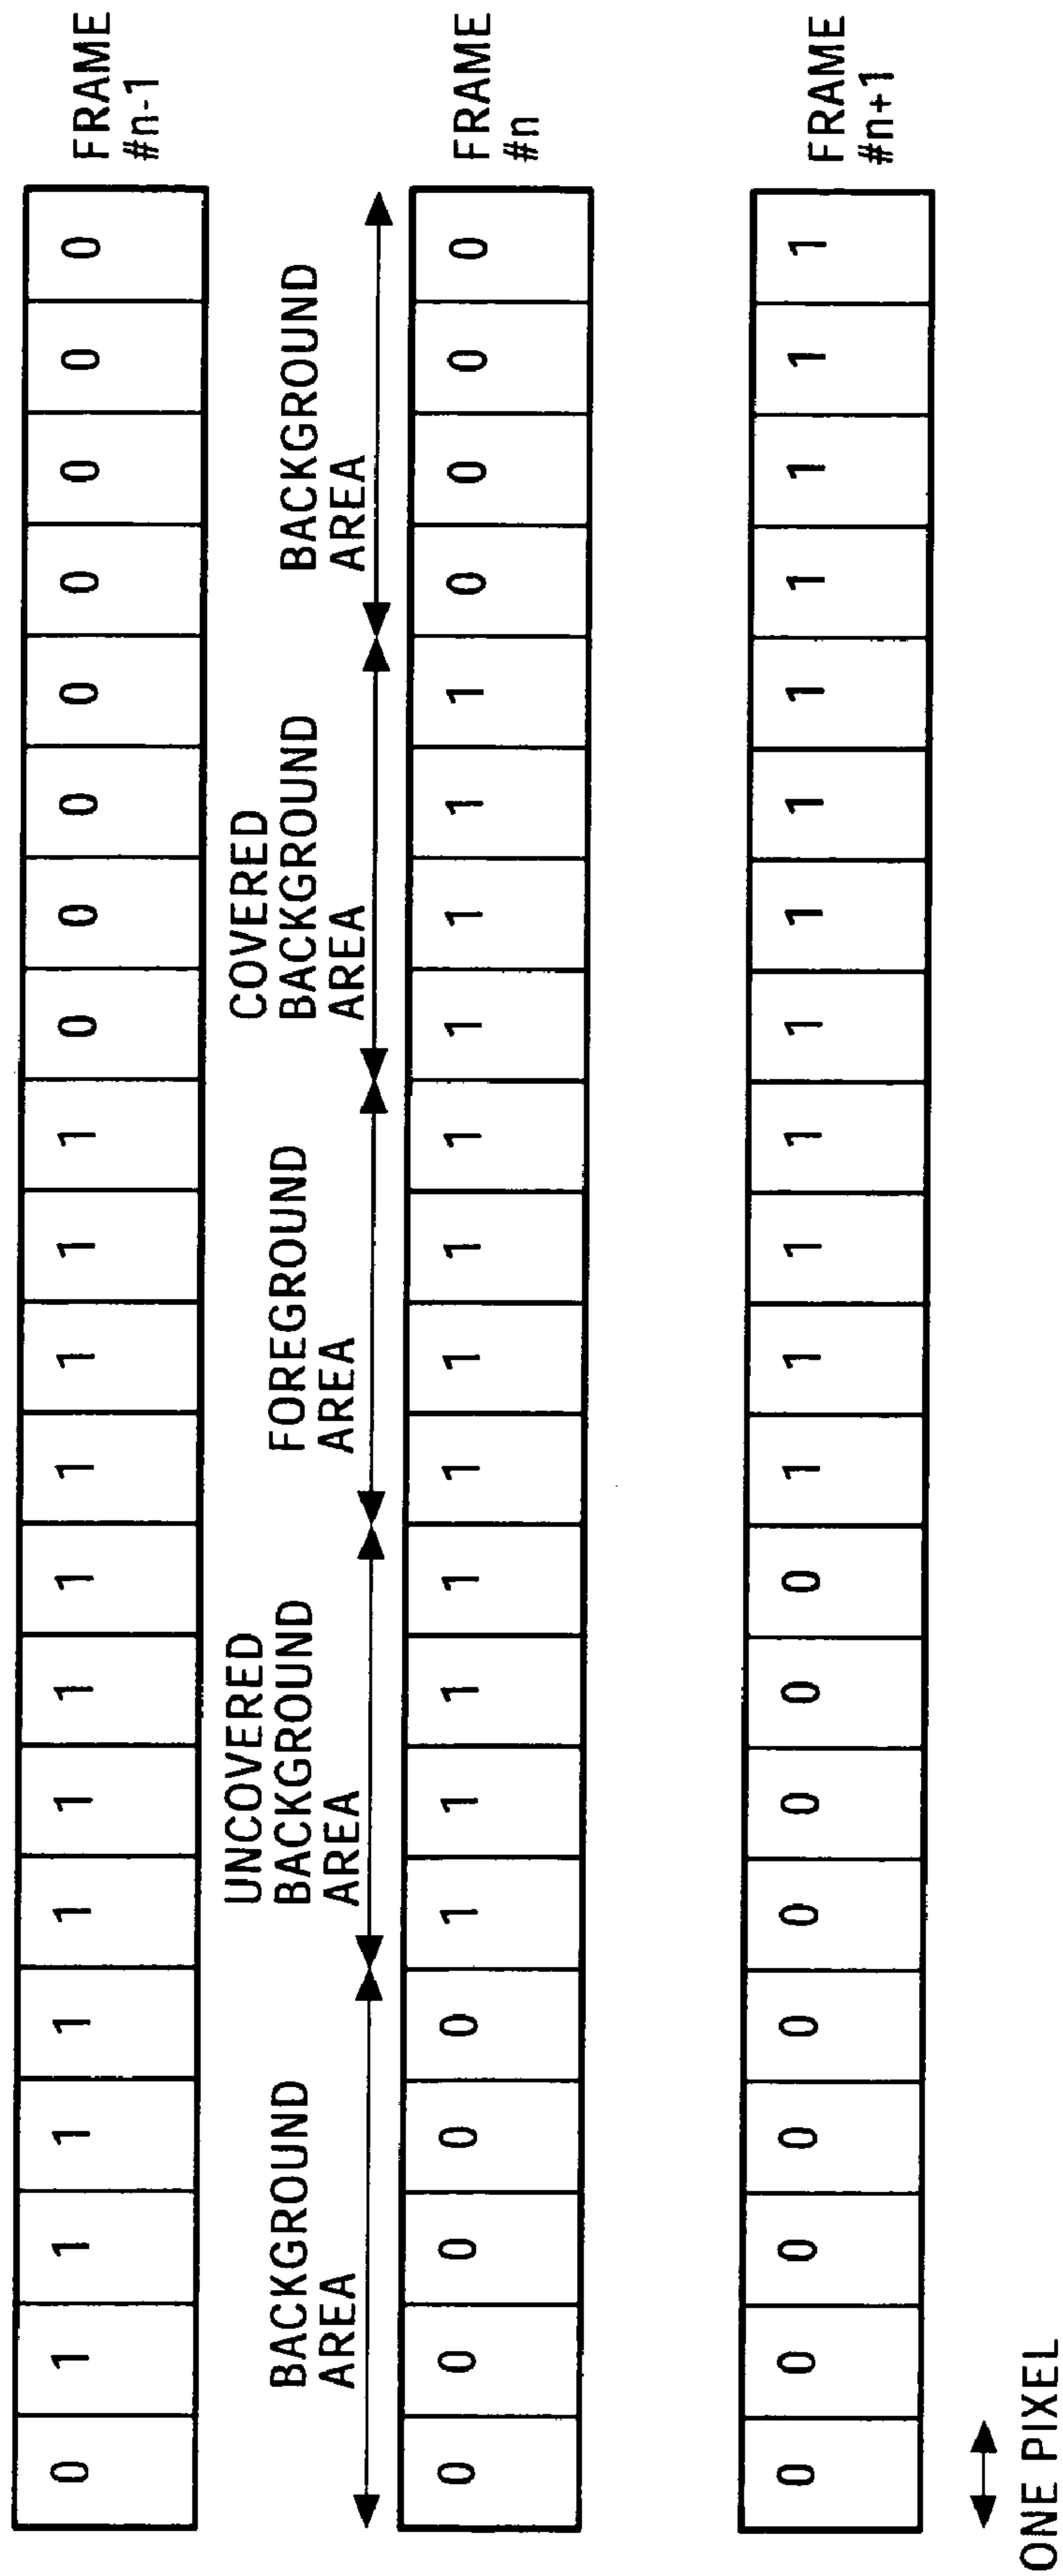 0 1 1 1 1 1 1 1 1 1 1 1 1 0 0 0 0 0 0 0 0
FRAME
#n-1
BACKGROUND
AREA
UNCOVERED
BACKGROUND
AREA
FOREGROUND
AREA
COVERED
BACKGROUND
AREA
BACKGROUND
AREA
0 0 0 0 0 1 1 1 1 1 1 1 1 1 1 1 1 0 0 0 0
FRAME
#n
0 0 0 0 0 0 0 0 0 1 1 1 1 1 1 1 1 1 1 1 1
FRAME
#n+1
ONE PIXEL